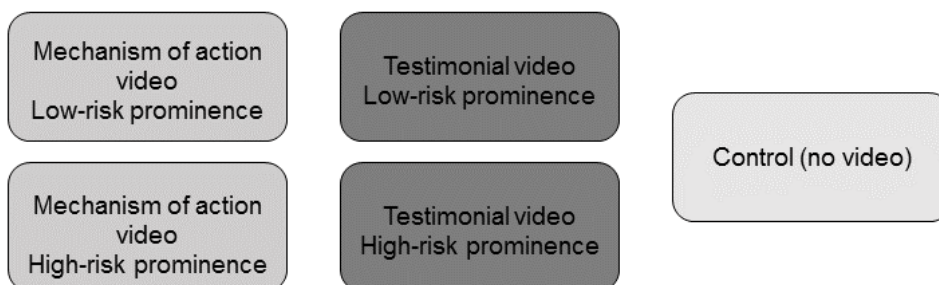 Mechanism of action
video
Low-risk prominence
Testimonial video
Low-risk prominence
Control (no video)
Mechanism of action
video
High-risk prominence
Testimonial video
High-risk prominence